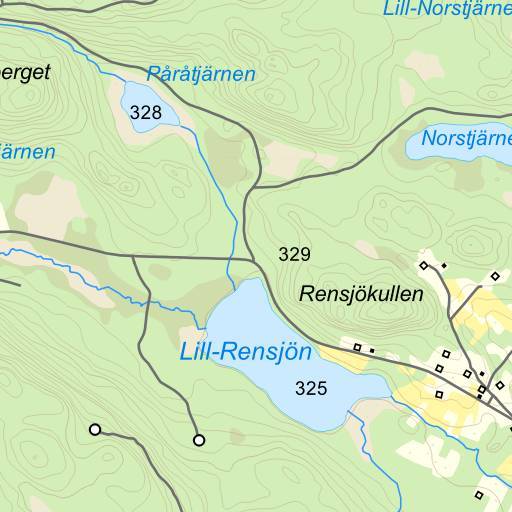 Lill-Norstjärne
Påråtjärnen
erget
328
Norstjärne
järnen
329
Rensjökullen
Lill-Rensjön
325